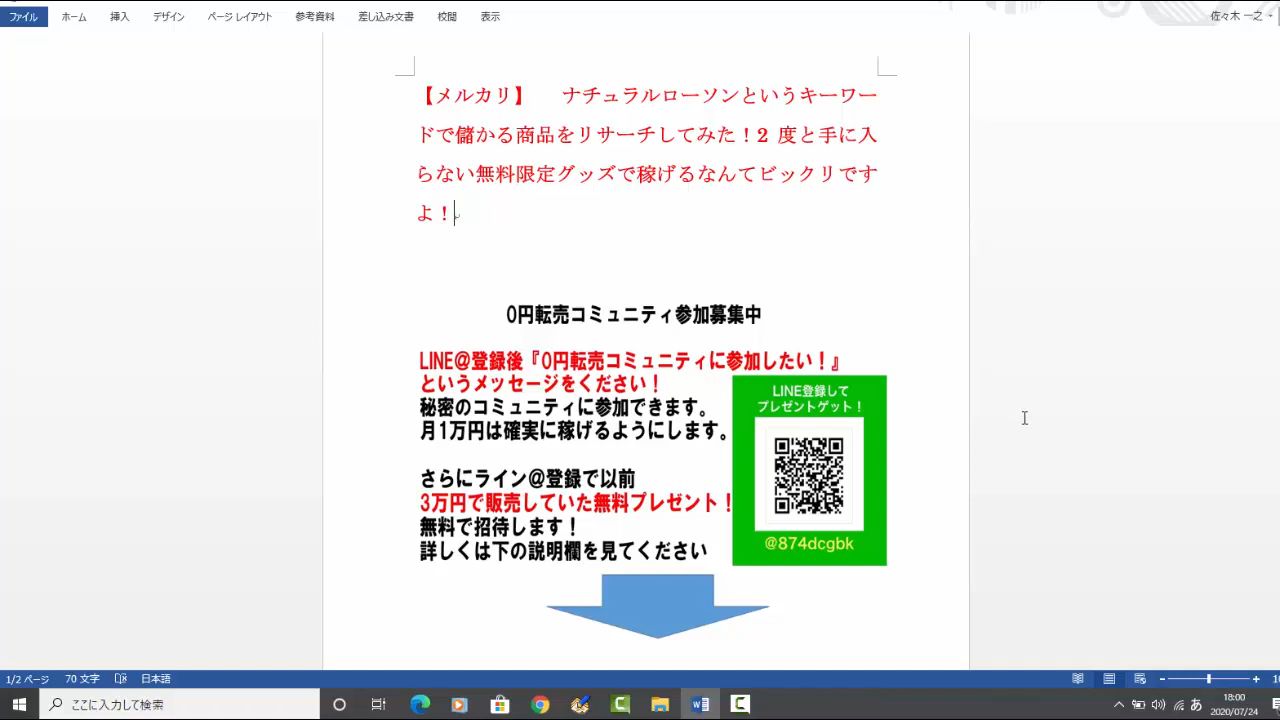 ファイル ホーム 挿入 デザイン ページ レイアウト 参考資料 差し込み文書 校閲 表示 佐々木 一之
【メルカリ】　ナチュラルローソンというキーワー
ドで儲かる商品をリサーチしてみた！2 度と手に入
らない無料限定グッズで稼げるなんてビックリです
よ！
0円転売コミュニティ参加募集中
LINE@登録後『0円転売コミュニティに参加したい！』
というメッセージをください！
秘密のコミュニティに参加できます。
月1万円は確実に稼げるようにします。
LINE登録して
プレゼントゲット！
@874dcgbk
さらにライン@登録で以前
3万円で販売していた無料プレゼント！
無料で招待します！
詳しくは下の説明欄を見てください
1/2 ページ 70 文字 日本語
ここに入力して検索
あ
18:00
2020/07/24